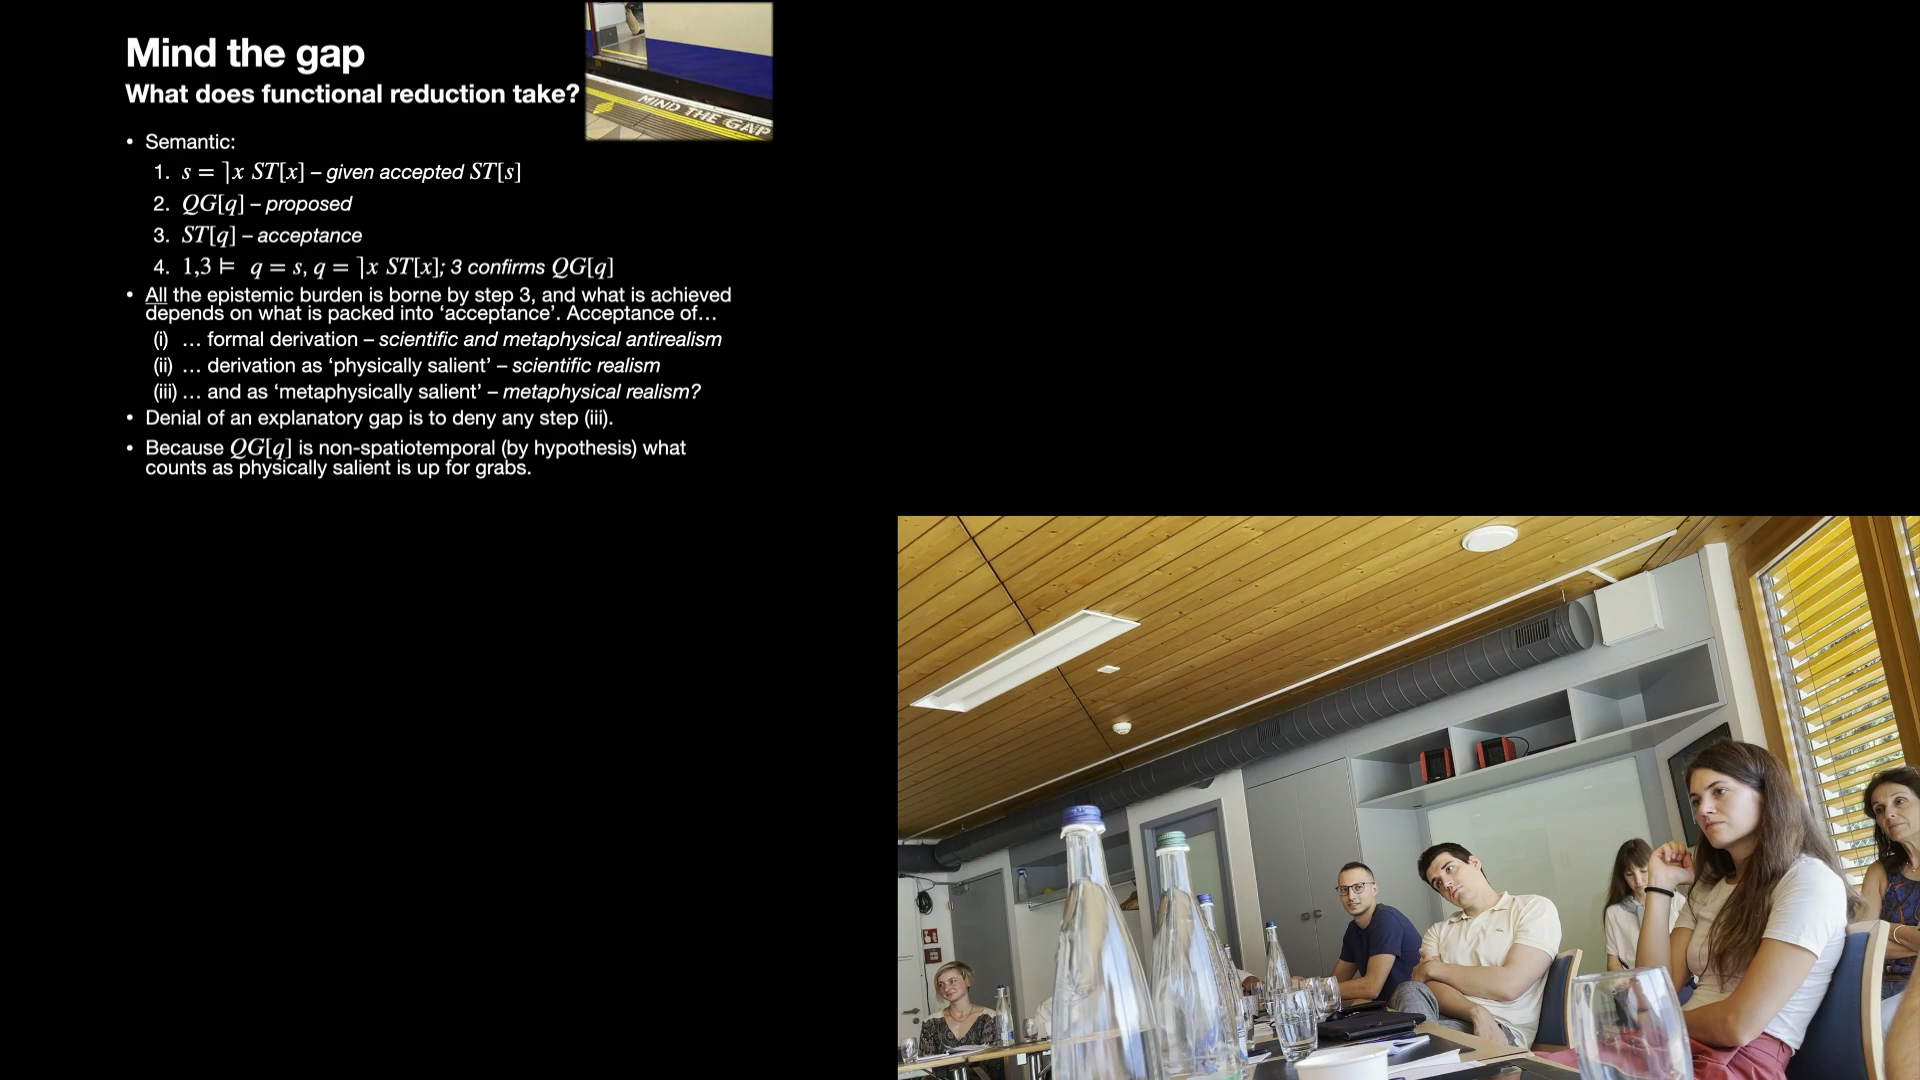 Mind the gap
What does functional reduction take?
MIND THE GAP
• Semantic:
1. s = ⌉x ST[x] – given accepted ST[s]
2. QG[q] – proposed
3. ST[q] – acceptance
4. 1,3 ⊨ q = s, q = ⌉x ST[x]; 3 confirms QG[q]
• All the epistemic burden is borne by step 3, and what is achieved
depends on what is packed into ‘acceptance’. Acceptance of…
(i) … formal derivation – scientific and metaphysical antirealism
(ii) … derivation as ‘physically salient’ – scientific realism
(iii) … and as ‘metaphysically salient’ – metaphysical realism?
• Denial of an explanatory gap is to deny any step (iii).
• Because QG[q] is non-spatiotemporal (by hypothesis) what
counts as physically salient is up for grabs.